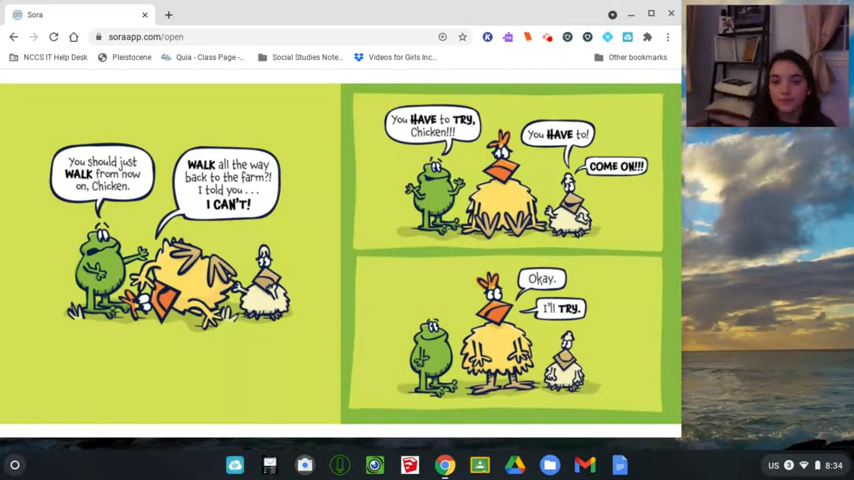 Sora
soraapp.com/open
NCCS IT Help Desk
Pleistocene
Quia - Class Page -...
Social Studies Note...
Videos for Girls Inc...
Other bookmarks
You should just
WALK from now
on, Chicken.
WALK all the way
back to the farm?!
I told you . . .
I CAN'T!
You HAVE to TRY,
Chicken!!!
You HAVE to!
COME ON!!!
Okay.
I'll TRY.
US
3
8:34